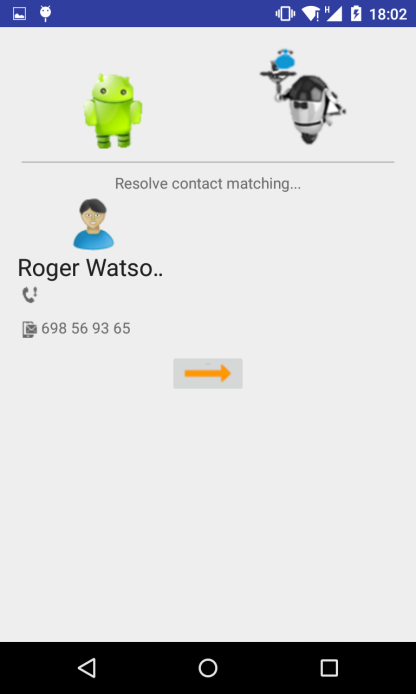 H 18:02
Resolve contact matching...
Roger Watso..
698 56 93 65